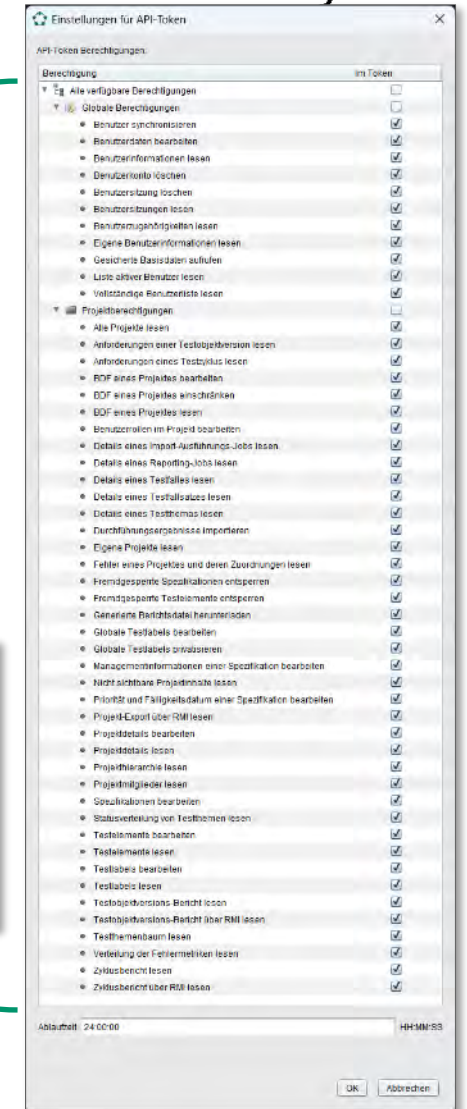 Einstellungen für API-Token
API-Token Berechtigungen:
Berechtigung Im Token
Alle verfügbare Berechtigungen
Globale Berechtigungen
Benutzer synchronisieren
Benutzerdaten bearbeiten
Benutzerinformationen lesen
Benutzerkonto löschen
Benutzersitzung löschen
Benutzersitzungen lesen
Benutzerzugehörigkeiten lesen
Eigene Benutzerinformationen lesen
Gesicherte Basisdaten aufrufen
Liste aktiver Benutzer lesen
Vollständige Benutzerliste lesen
Projektberechtigungen
Alle Projekte lesen
Anforderungen einer Testobjektversion lesen
Anforderungen eines Testzyklus lesen
BDF eines Projektes bearbeiten
BDF eines Projektes einschränken
BDF eines Projektes lesen
Benutzerrollen im Projekt bearbeiten
Details eines Import-Ausführungs-Jobs lesen
Details eines Reporting-Jobs lesen
Details eines Testfalles lesen
Details eines Testfallsatzes lesen
Details eines Testthemas lesen
Durchführungsergebnisse importieren
Eigene Projekte lesen
Fehler eines Projektes und deren Zuordnungen lesen
Fremdgesperrte Spezifikationen entsperren
Fremdgesperrte Testelemente entsperren
Generierte Berichtsdatei herunterladen
Globale Testlabels bearbeiten
Globale Testlabels privatisieren
Managementinformationen einer Spezifikation bearbeiten
Nicht sichtbare Projektinhalte lesen
Priorität und Fälligkeitsdatum einer Spezifikation bearbeiten
Projekt-Export über RMI lesen
Projektdetails bearbeiten
Projektdetails lesen
Projekthierarchie lesen
Projektmitglieder lesen
Spezifikationen bearbeiten
Statusverteilung von Testthemen lesen
Testelemente bearbeiten
Testelemente lesen
Testlabels bearbeiten
Testlabels lesen
Testobjektversions-Bericht lesen
Testobjektversions-Bericht über RMI lesen
Testthemenbaum lesen
Verteilung der Fehlermetriken lesen
Zyklusbericht lesen
Zyklusbericht über RMI lesen
Ablaufzeit 24:00:00 HH:MM:SS
OK Abbrechen